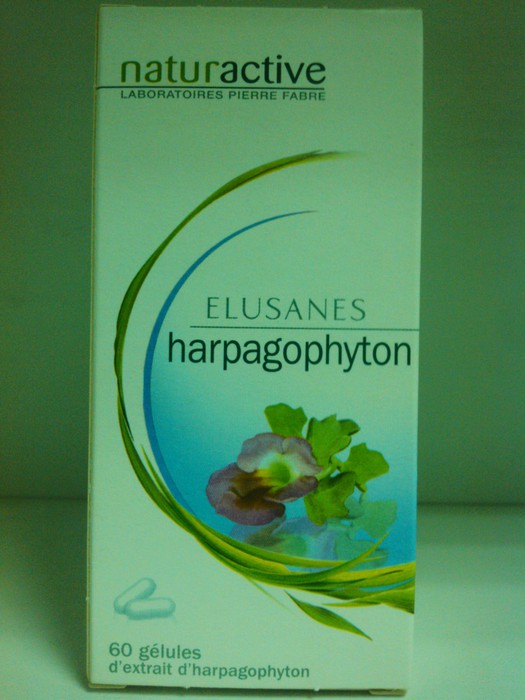 naturactive
LABORATOIRES PIERRE FABRE
ELUSANES
harpagophyton
60 gélules
d'extrait d'harpagophyton